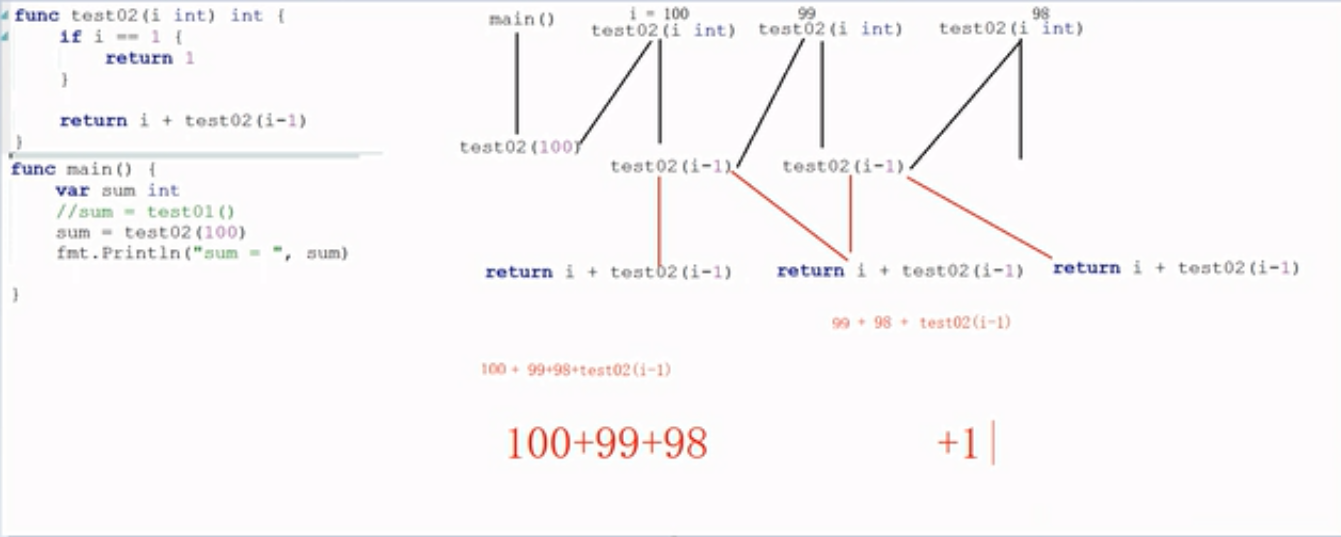 func test02(i int) int {
if i == 1 {
return 1
}
return i + test02(i-1)
}
func main() {
var sum int
//sum = test01()
sum = test02(100)
fmt.Println("sum = ", sum)
}
main()
i = 100
test02(i int)
99
test02(i int)
98
test02(i int)
test02(100)
test02(i-1)
test02(i-1)
return i + test02(i-1)
return i + test02(i-1)
return i + test02(i-1)
99 + 98 + test02(i-1)
100 + 99+98+test02(i-1)
100+99+98 +1